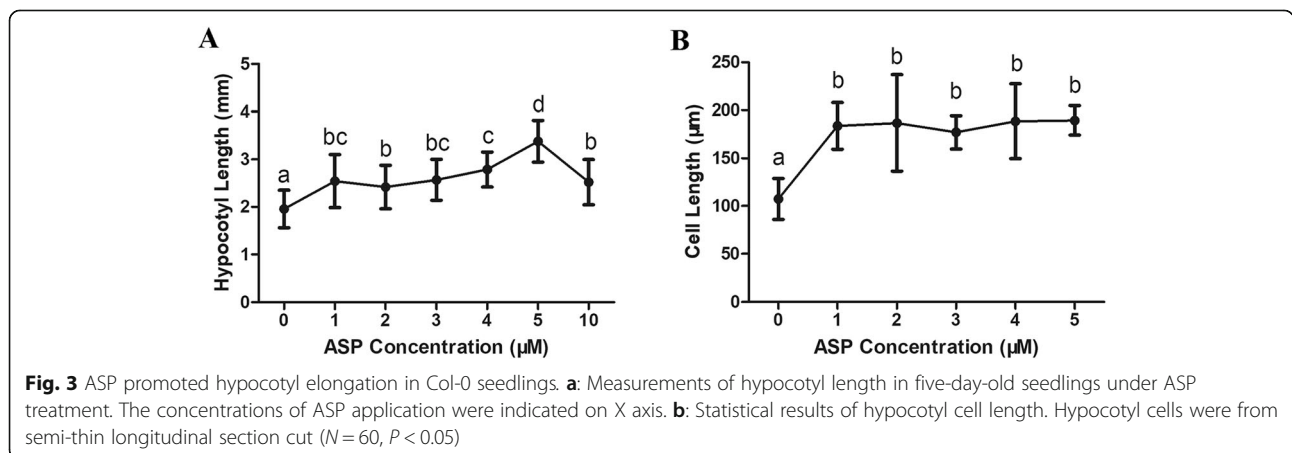 A
Hypocotyl Length (mm)
5
4
3
2
1
0
a
bc
b
bc
c
d
b
0 1 2 3 4 5 10
ASP Concentration (µM)
B
Cell Length (µm)
250
200
150
100
50
0
a
b
b
b
b
b
0 1 2 3 4 5
ASP Concentration (µM)
Fig. 3 ASP promoted hypocotyl elongation in Col-0 seedlings. a: Measurements of hypocotyl length in five-day-old seedlings under ASP
treatment. The concentrations of ASP application were indicated on X axis. b: Statistical results of hypocotyl cell length. Hypocotyl cells were from
semi-thin longitudinal section cut (N = 60, P < 0.05)